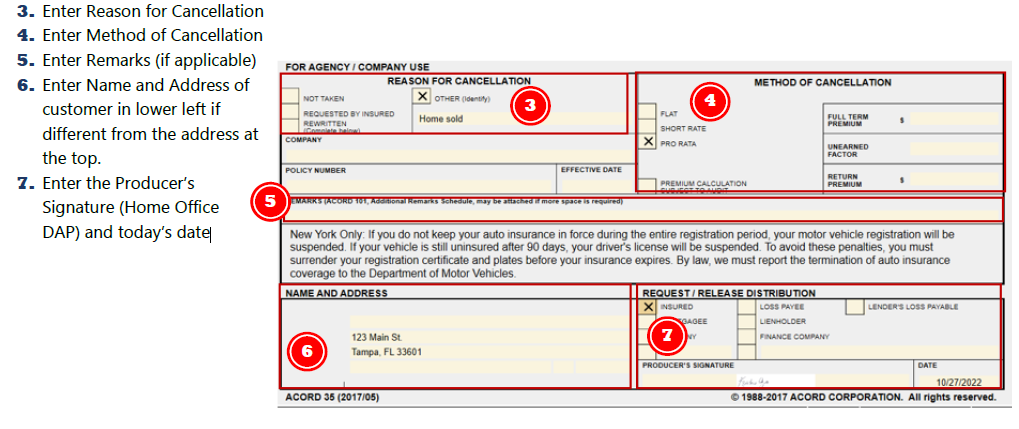 3. Enter Reason for Cancellation
4. Enter Method of Cancellation
5. Enter Remarks (if applicable)
6. Enter Name and Address of
customer in lower left if
different from the address at
the top.
7. Enter the Producer's
Signature (Home Office
DAP) and today's date
FOR AGENCY / COMPANY USE
REASON FOR CANCELLATION
NOT TAKEN
X OTHER (Identify)
REQUESTED BY INSURED
REWRITTEN
(Complete below)
Home sold
3
COMPANY
POLICY NUMBER
EFFECTIVE DATE
METHOD OF CANCELLATION
4
FLAT
SHORT RATE
X PRO RATA
PREMIUM CALCULATION
SUBJECT TO AUDIT
FULL TERM
PREMIUM $
UNEARNED
FACTOR
RETURN
PREMIUM $
5
EMARKS (ACORD 101, Additional Remarks Schedule, may be attached if more space is required)
New York Only: If you do not keep your auto insurance in force during the entire registration period, your motor vehicle registration will be
suspended. If your vehicle is still uninsured after 90 days, your driver's license will be suspended. To avoid these penalties, you must
surrender your registration certificate and plates before your insurance expires. By law, we must report the termination of auto insurance
coverage to the Department of Motor Vehicles.
NAME AND ADDRESS
6
123 Main St.
Tampa, FL 33601
REQUEST / RELEASE DISTRIBUTION
X INSURED
LOSS PAYEE
LENDER'S LOSS PAYABLE
GAGEE
LIENHOLDER
NY
FINANCE COMPANY
7
PRODUCER'S SIGNATURE
DATE
10/27/2022
ACORD 35 (2017/05)
© 1988-2017 ACORD CORPORATION. All rights reserved.